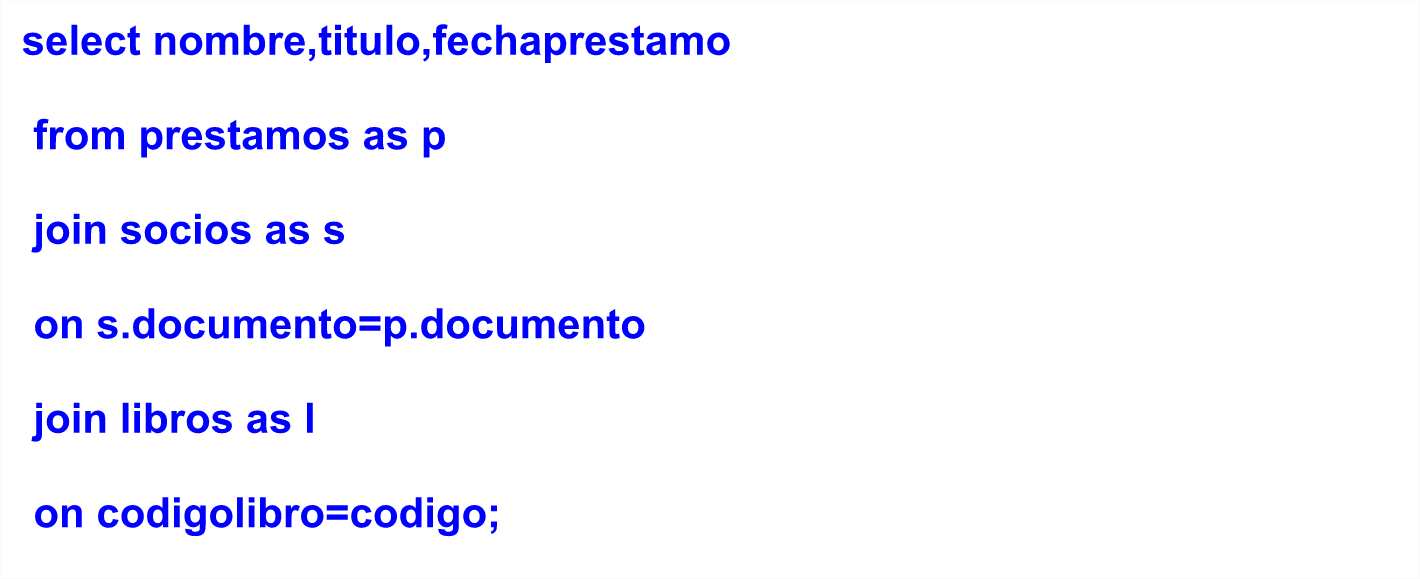 select nombre,titulo,fechaprestamo
from prestamos as p
join socios as s
on s.documento=p.documento
join libros as l
on codigolibro=codigo;